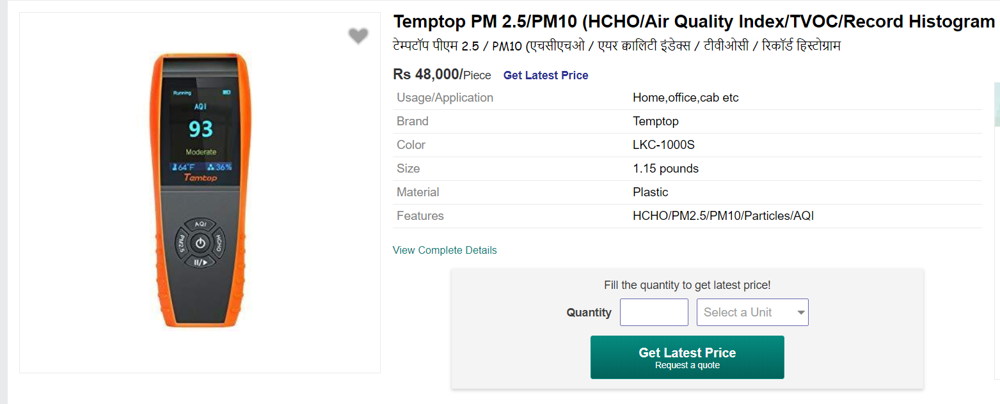 Temptop PM 2.5/PM10 (HCHO/Air Quality Index/TVOC/Record Histogram
टेम्पटॉप पीएम 2.5 / PM10 (एचसीएचओ / एयर क्वालिटी इंडेक्स / टीवीओसी / रिकॉर्ड हिस्टोग्राम
Rs 48,000/Piece Get Latest Price
Usage/Application Home,office,cab etc
Brand Temptop
Color LKC-1000S
Size 1.15 pounds
Material Plastic
Features HCHO/PM2.5/PM10/Particles/AQI
View Complete Details
Fill the quantity to get latest price!
Quantity Select a Unit
Get Latest Price
Request a quote
Running
AQI
93
Moderate
64°F 36%
Temtop
AQI
PM2.5 HCHO